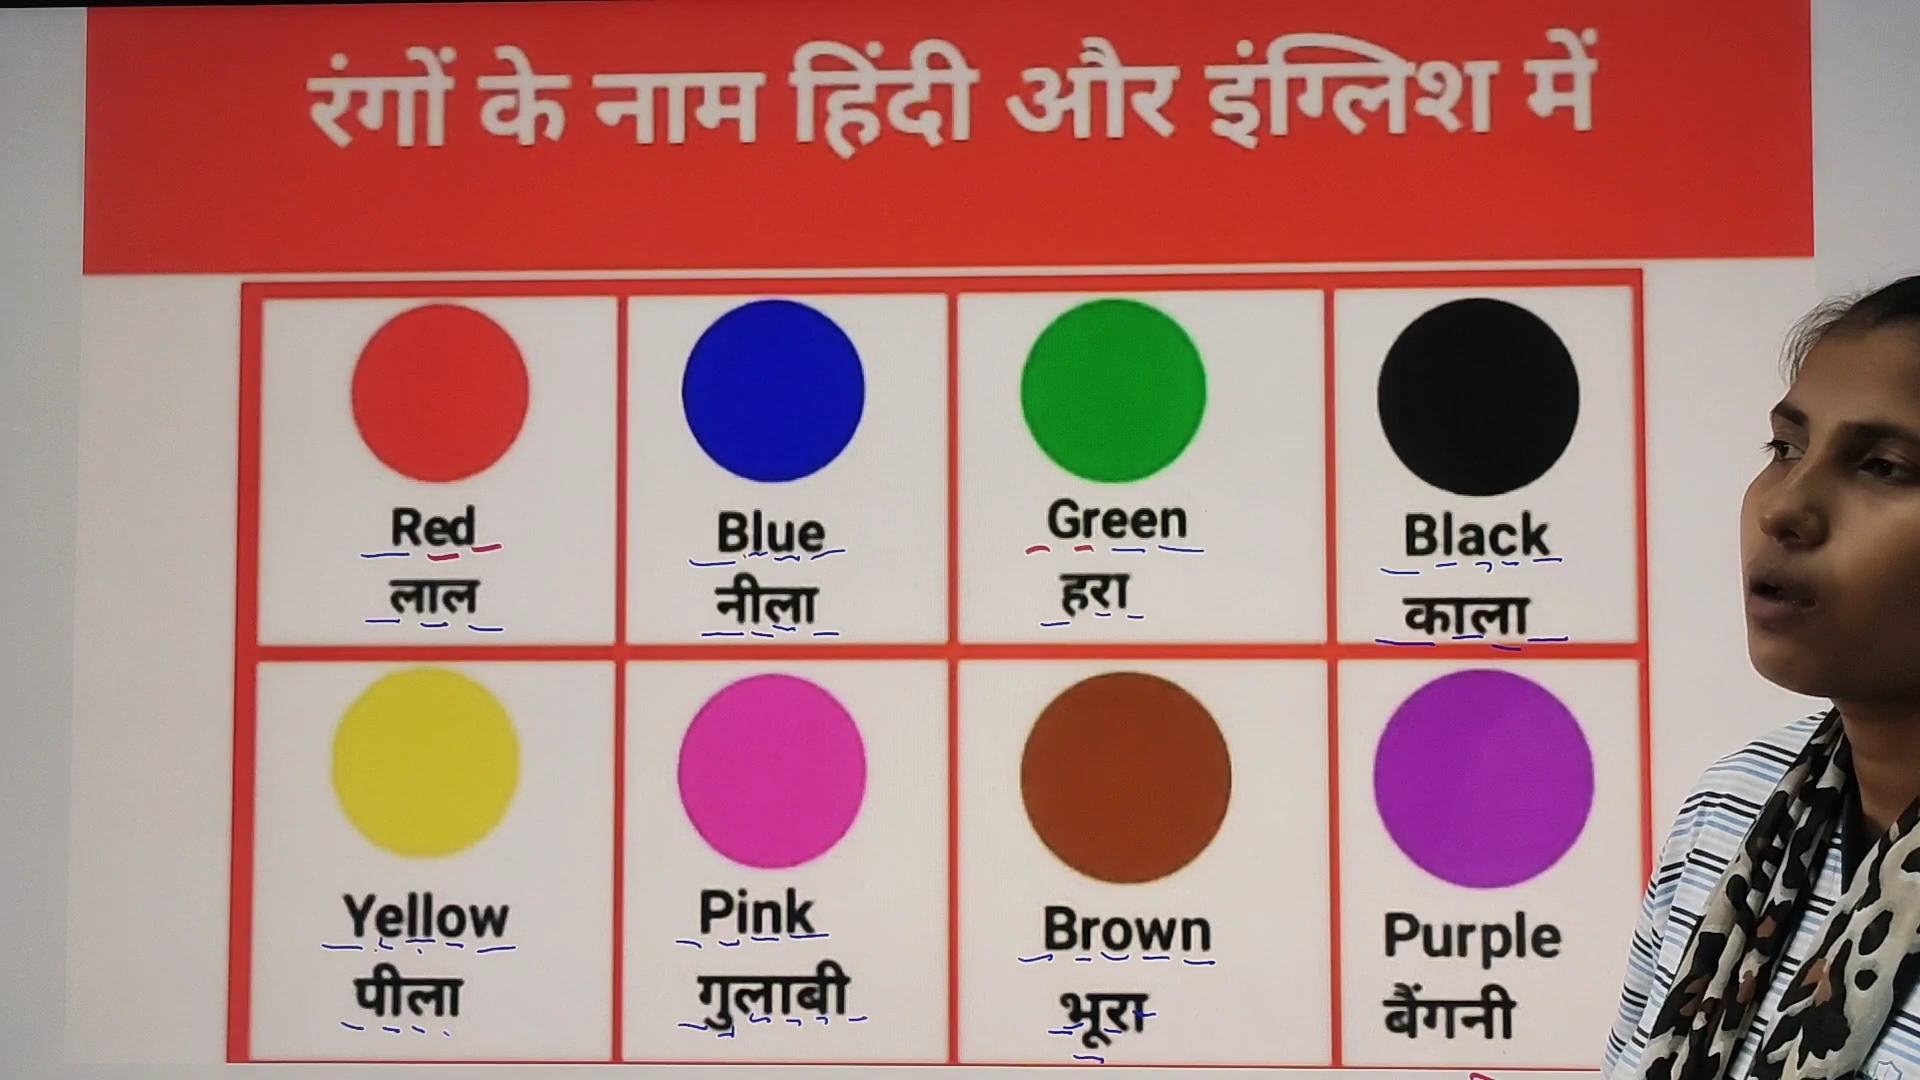 रंगों के नाम हिंदी और इंग्लिश में
Red
लाल
Blue
नीला
Green
हरा
Black
काला
Yellow
पीला
Pink
गुलाबी
Brown
भूरा
Purple
बैंगनी